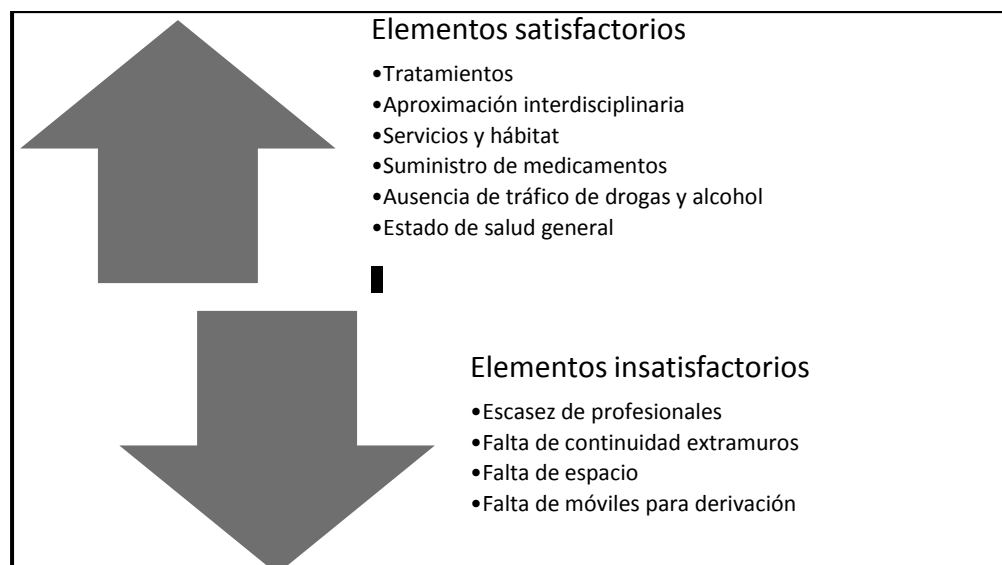 Elementos satisfactorios
•Tratamientos
•Aproximación interdisciplinaria
•Servicios y hábitat
•Suministro de medicamentos
•Ausencia de tráfico de drogas y alcohol
•Estado de salud general
Elementos insatisfactorios
•Escasez de profesionales
•Falta de continuidad extramuros
•Falta de espacio
•Falta de móviles para derivación